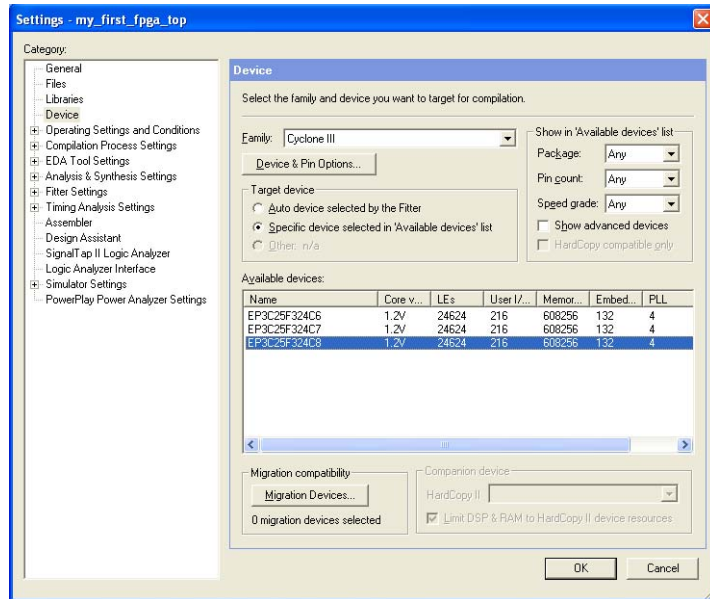 Settings - my_first_fpga_top
Category:
General
Files
Libraries
Device
Operating Settings and Conditions
Compilation Process Settings
EDA Tool Settings
Analysis & Synthesis Settings
Fitter Settings
Timing Analysis Settings
Assembler
Design Assistant
SignalTap II Logic Analyzer
Logic Analyzer Interface
Simulator Settings
PowerPlay Power Analyzer Settings
Device
Select the family and device you want to target for compilation.
Family: Cyclone III
Device & Pin Options...
Target device
Auto device selected by the Fitter
Specific device selected in 'Available devices' list
Other: n/a
Show in 'Available devices' list
Package: Any
Pin count: Any
Speed grade: Any
Show advanced devices
HardCopy compatible only
Available devices:
Name Core v... LEs User I/... Memor... Embed... PLL
EP3C25F324C6 1.2V 24624 216 608256 132 4
EP3C25F324C7 1.2V 24624 216 608256 132 4
EP3C25F324C8 1.2V 24624 216 608256 132 4
Migration compatibility
Migration Devices...
0 migration devices selected
Companion device
HardCopy II
Limit DSP & RAM to HardCopy II device resources
OK Cancel